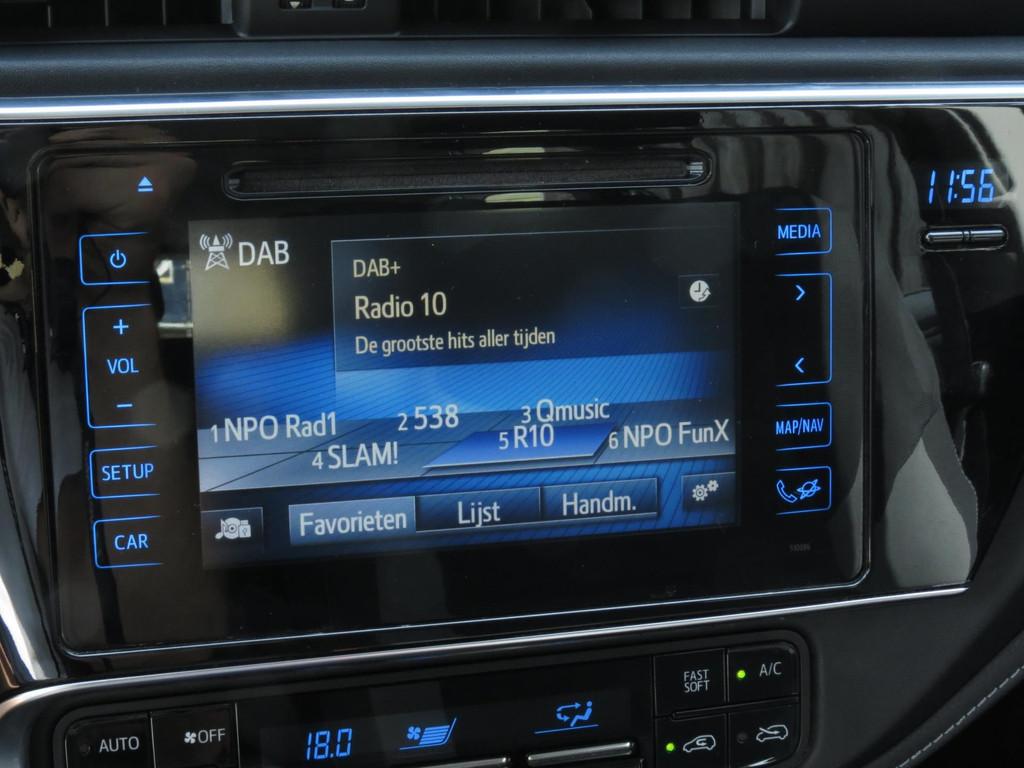 11:56
DAB
DAB+
Radio 10
De grootste hits aller tijden
MEDIA
VOL
1 NPO Rad1
2 538
3 Qmusic
4 SLAM!
5 R10
6 NPO FunX
MAP/NAV
SETUP
CAR
Favorieten
Lijst
Handm.
FAST
SOFT
A/C
AUTO
OFF
18.0